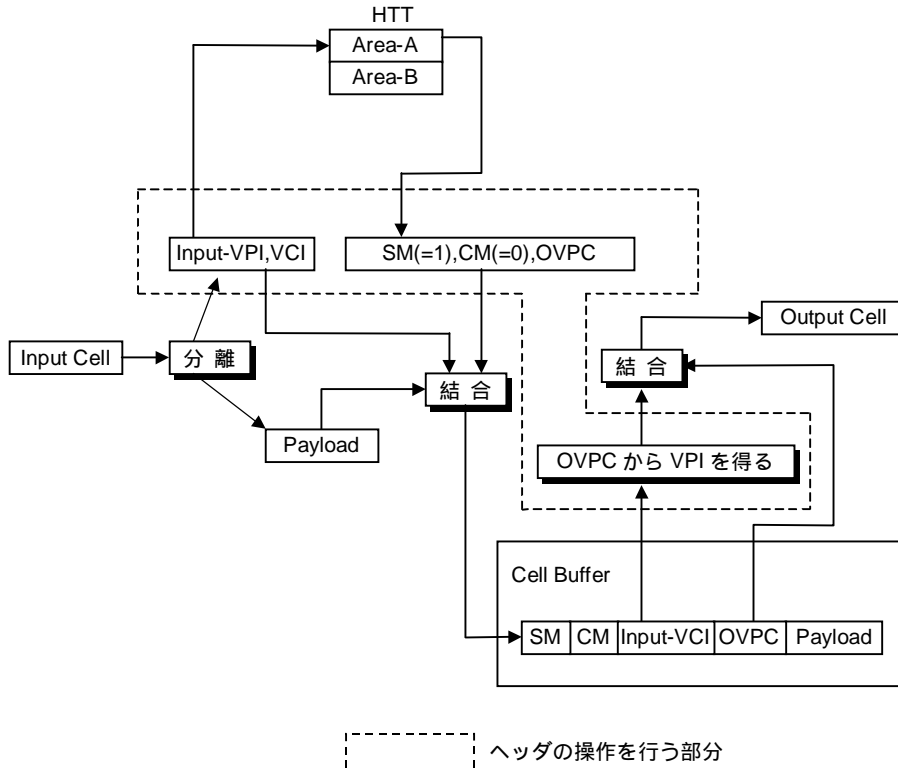 HTT
Area-A
Area-B
Input-VPI,VCI
SM(=1),CM(=0),OVPC
Output Cell
Input Cell
分 離
結 合
結 合
Payload
OVPC から VPI を得る
Cell Buffer
SM CM Input-VCI OVPC Payload
ヘッダの操作を行う部分